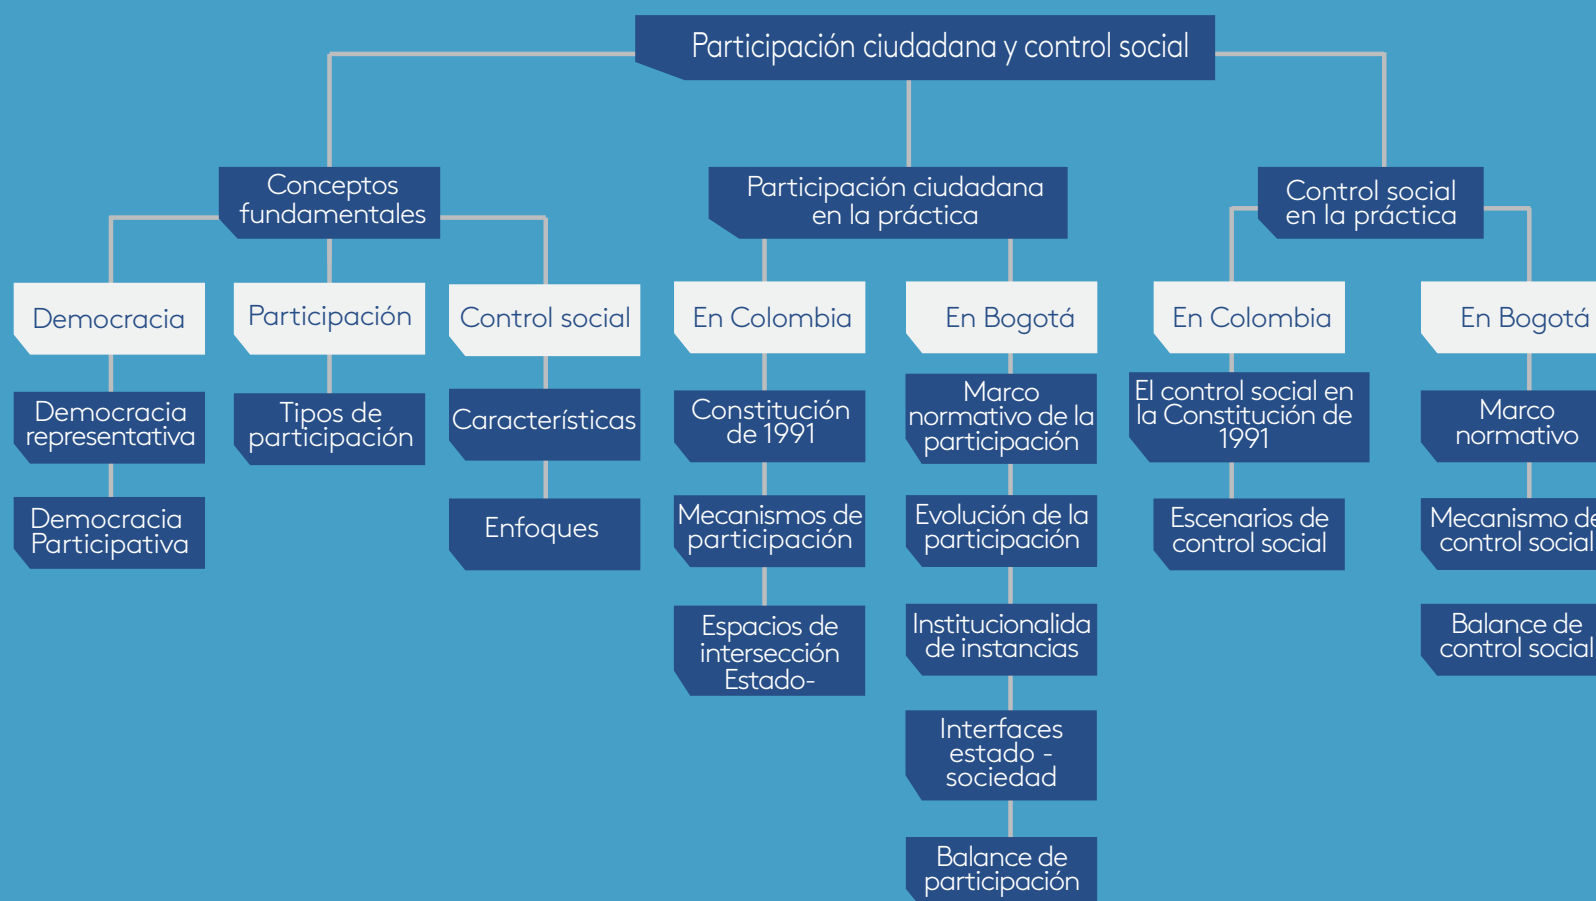 Participación ciudadana y control social
Conceptos
fundamentales
Participación ciudadana
en la práctica
Control social
en la práctica
Democracia
Participación
Control social
En Colombia
En Bogotá
En Colombia
En Bogotá
Democracia
representativa
Tipos de
participación
Características
Constitución
de 1991
Marco
normativo de la
participación
El control social en
la Constitución de
1991
Marco
normativo
Democracia
Participativa
Enfoques
Mecanismos de
participación
Evolución de la
participación
Escenarios de
control social
Mecanismo de
control social
Espacios de
intersección
Estado-
Institucionalida
de instancias
Balance de
control social
Interfaces
estado -
sociedad
Balance de
participación